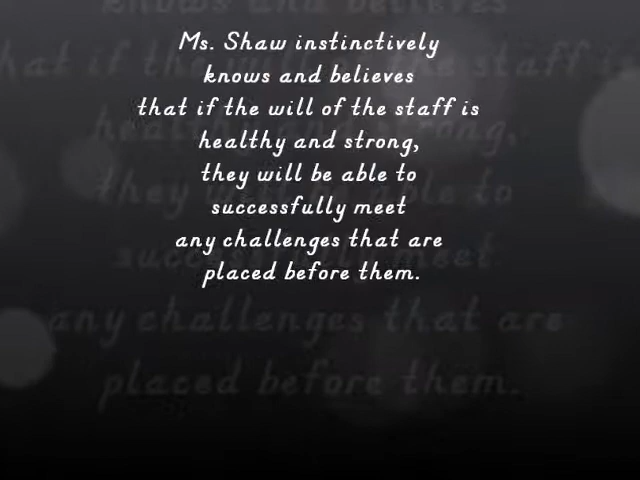 Ms. Shaw instinctively
knows and believes
that if the will of the staff is
healthy and strong,
they will be able to
successfully meet
any challenges that are
placed before them.